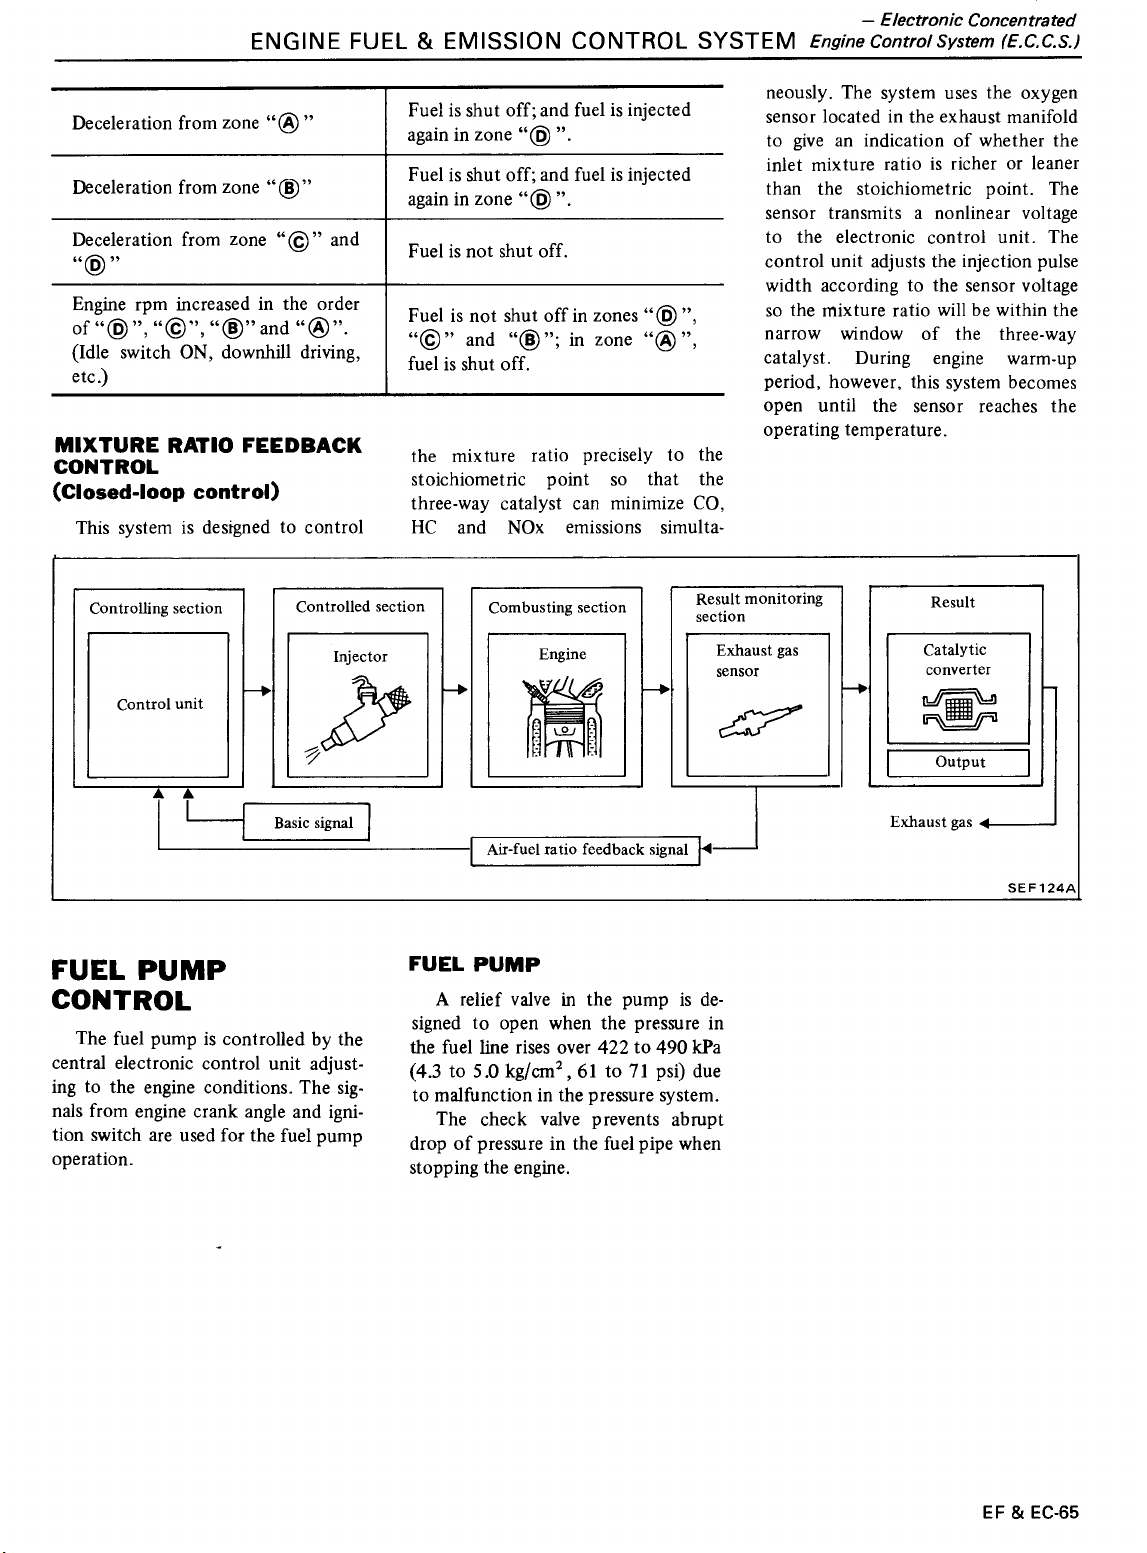 — Electronic Concentrated
ENGINE FUEL & EMISSION CONTROL SYSTEM Engine Control System (E.C.C.S.)
Deceleration from zone “Ⓐ”
Fuel is shut off; and fuel is injected
again in zone “Ⓓ”.
Deceleration from zone “Ⓑ”
Fuel is shut off; and fuel is injected
again in zone “Ⓓ”.
Deceleration from zone “Ⓒ” and
“Ⓓ”
Fuel is not shut off.
Engine rpm increased in the order
of “Ⓓ”, “Ⓒ”, “Ⓑ” and “Ⓐ”.
(Idle switch ON, downhill driving,
etc.)
Fuel is not shut off in zones “Ⓓ”,
“Ⓒ” and “Ⓑ”; in zone “Ⓐ”,
fuel is shut off.
MIXTURE RATIO FEEDBACK
CONTROL
(Closed-loop control)
This system is designed to control
the mixture ratio precisely to the
stoichiometric point so that the
three-way catalyst can minimize CO,
HC and NOx emissions simulta-
neously. The system uses the oxygen
sensor located in the exhaust manifold
to give an indication of whether the
inlet mixture ratio is richer or leaner
than the stoichiometric point. The
sensor transmits a nonlinear voltage
to the electronic control unit. The
control unit adjusts the injection pulse
width according to the sensor voltage
so the mixture ratio will be within the
narrow window of the three-way
catalyst. During engine warm-up
period, however, this system becomes
open until the sensor reaches the
operating temperature.
Controlling section
Control unit
Controlled section
Injector
Combusting section
Engine
Result monitoring
section
Exhaust gas
sensor
Result
Catalytic
converter
Output
Basic signal
Air-fuel ratio feedback signal
Exhaust gas
SEF124A
FUEL PUMP
CONTROL
The fuel pump is controlled by the
central electronic control unit adjust-
ing to the engine conditions. The sig-
nals from engine crank angle and igni-
tion switch are used for the fuel pump
operation.
FUEL PUMP
A relief valve in the pump is de-
signed to open when the pressure in
the fuel line rises over 422 to 490 kPa
(4.3 to 5.0 kg/cm², 61 to 71 psi) due
to malfunction in the pressure system.
The check valve prevents abrupt
drop of pressure in the fuel pipe when
stopping the engine.
EF & EC-65